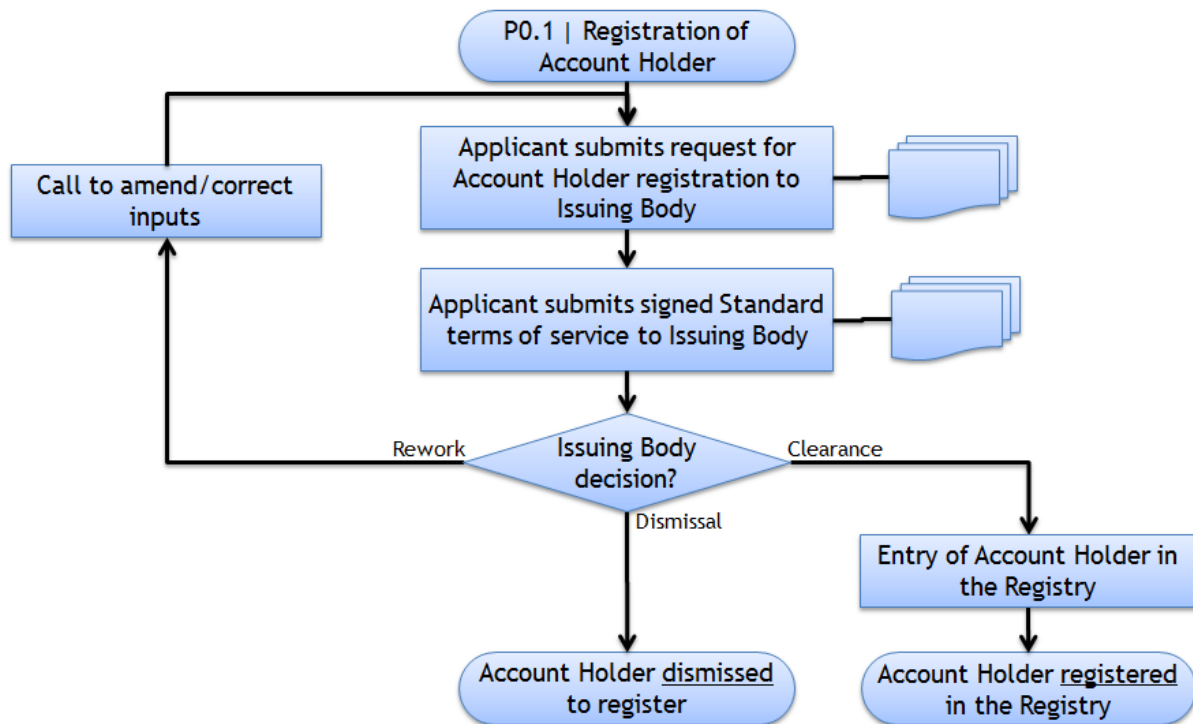 P0.1 | Registration of
Account Holder
Applicant submits request for
Account Holder registration to
Issuing Body
Call to amend/correct
inputs
Applicant submits signed Standard
terms of service to Issuing Body
Rework
Issuing Body
decision?
Clearance
Dismissal
Entry of Account Holder in
the Registry
Account Holder dismissed
to register
Account Holder registered
in the Registry